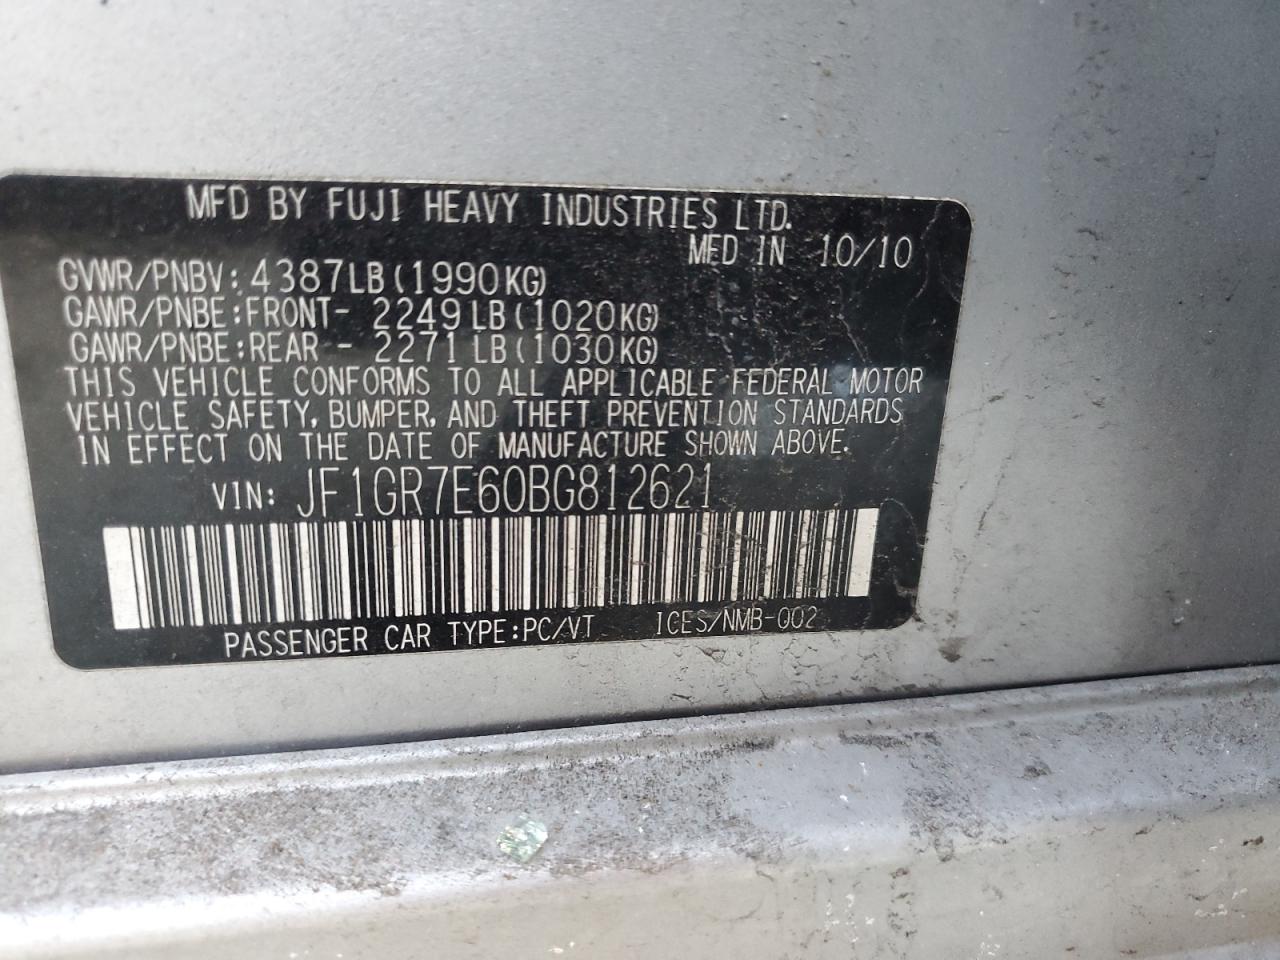 MFD BY FUJI HEAVY INDUSTRIES LTD.
MFD IN 10/10
GVWR/PNBV: 4387LB (1990KG)
GAWR/PNBE:FRONT- 2249LB (1020KG)
GAWR/PNBE:REAR - 2271LB (1030KG)
THIS VEHICLE CONFORMS TO ALL APPLICABLE FEDERAL MOTOR
VEHICLE SAFETY, BUMPER, AND THEFT PREVENTION STANDARDS
IN EFFECT ON THE DATE OF MANUFACTURE SHOWN ABOVE.
VIN: JF1GR7E60BG812621
PASSENGER CAR TYPE:PC/VT ICES/NMB-002